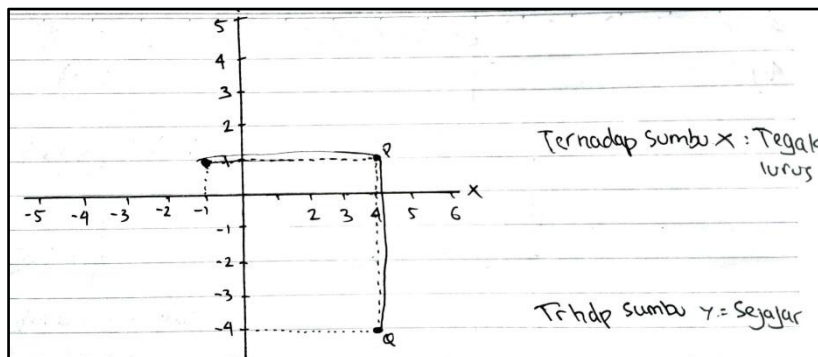 5
4
3
2
1 P
Ternadap sumbu X : Tegak
lurus
-5 -4 -3 -2 -1 2 3 4 5 6 X
-1
-2
-3
-4 Q
Trhdp sumbu y = Sejajar